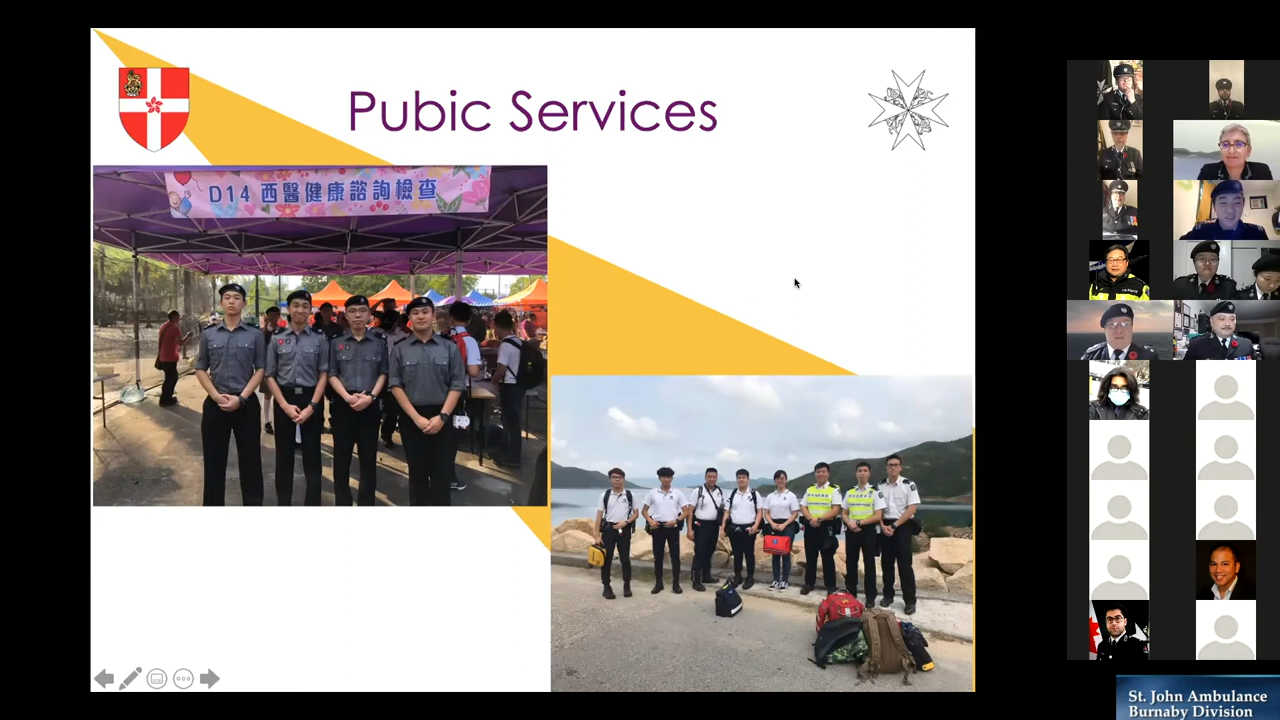 Pubic Services
D14 西醫健康諮詢檢查
St. John Ambulance
Burnaby Division